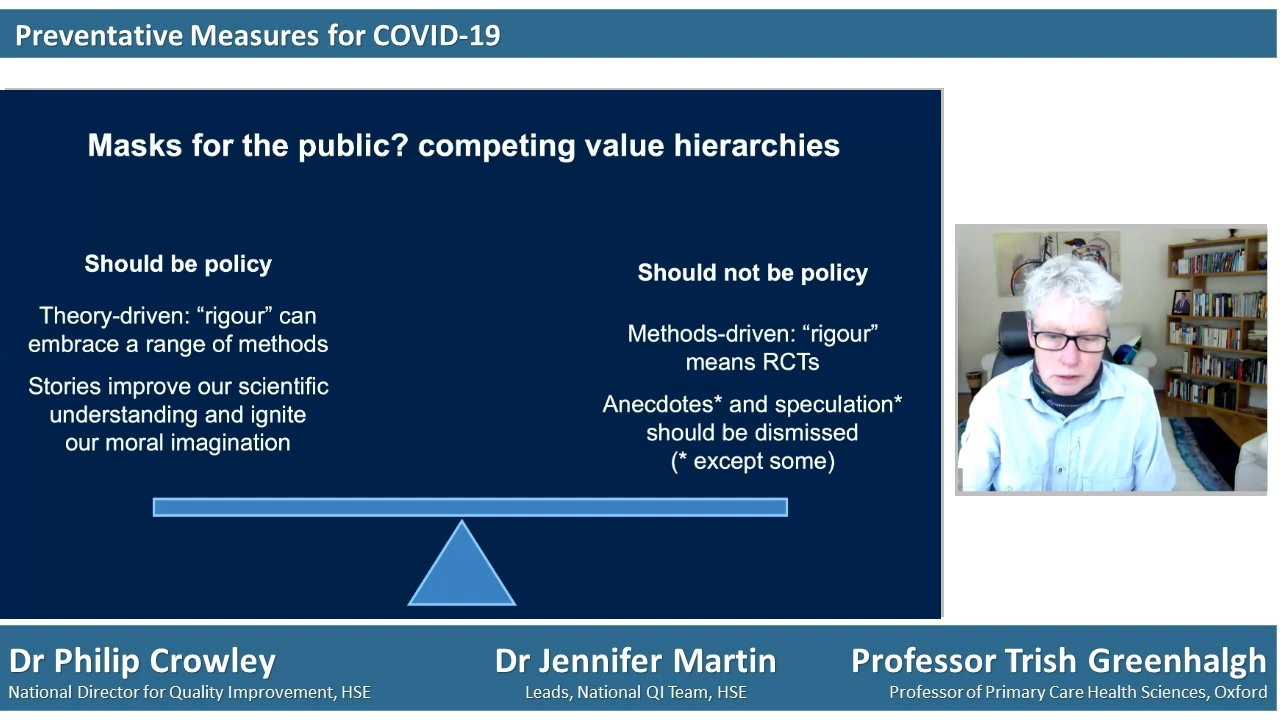 Preventative Measures for COVID-19
Masks for the public? competing value hierarchies
Should be policy
Theory-driven: “rigour” can
embrace a range of methods
Stories improve our scientific
understanding and ignite
our moral imagination
Should not be policy
Methods-driven: “rigour”
means RCTs
Anecdotes* and speculation*
should be dismissed
(* except some)
Dr Philip Crowley
National Director for Quality Improvement, HSE
Dr Jennifer Martin
Leads, National QI Team, HSE
Professor Trish Greenhalgh
Professor of Primary Care Health Sciences, Oxford